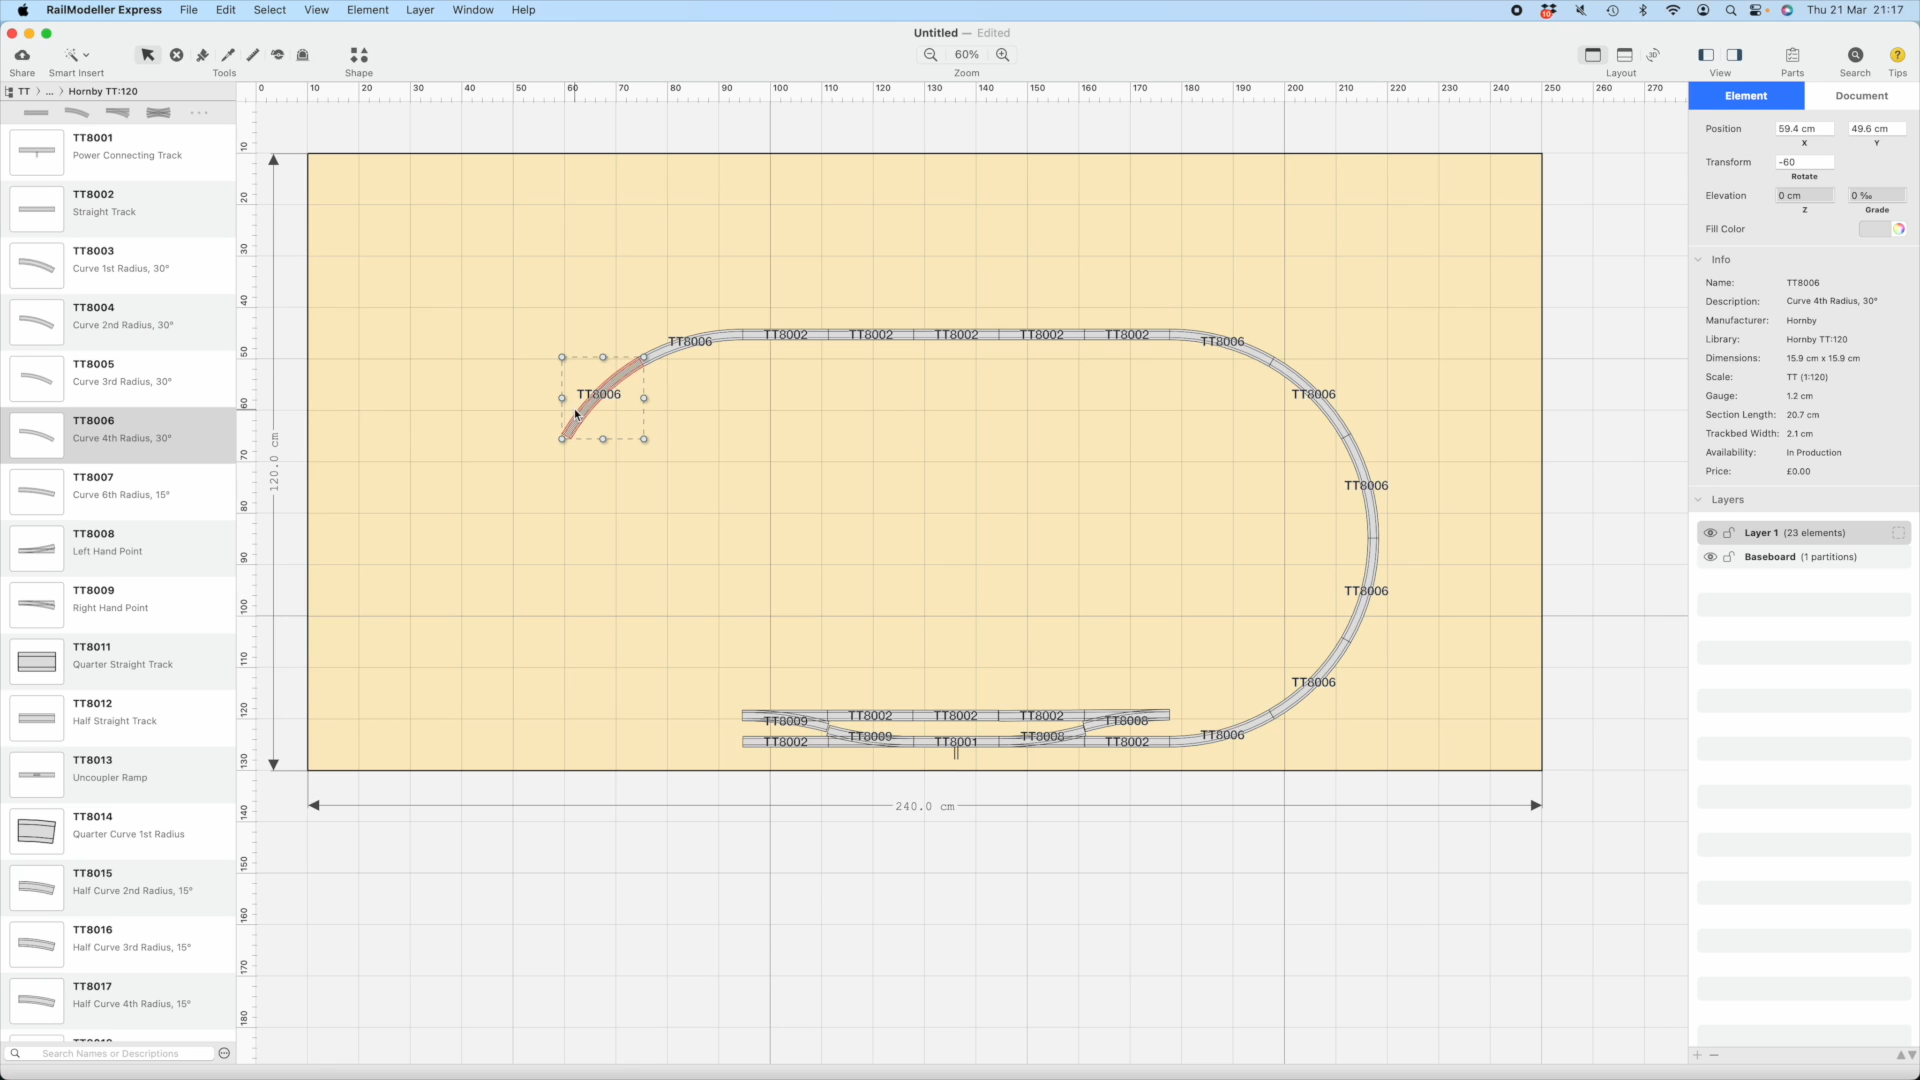 RailModeller Express File Edit Select View Element Layer Window Help
10
Thu 21 Mar 21:17
Untitled — Edited
60%
Share Smart Insert Tools Shape Zoom Layout View Parts Search Tips
3D
?
TT > ... > Hornby TT:120
...
0 10 20 30 40 50 60 70 80 90 100 110 120 130 140 150 160 170 180 190 200 210 220 230 240 250 260 270
10
20
30
40
50
60
70
80
90
100
110
120
130
140
150
160
170
180
TT8001
Power Connecting Track
TT8002
Straight Track
TT8003
Curve 1st Radius, 30°
TT8004
Curve 2nd Radius, 30°
TT8005
Curve 3rd Radius, 30°
TT8006
Curve 4th Radius, 30°
TT8007
Curve 6th Radius, 15°
TT8008
Left Hand Point
TT8009
Right Hand Point
TT8011
Quarter Straight Track
TT8012
Half Straight Track
TT8013
Uncoupler Ramp
TT8014
Quarter Curve 1st Radius
TT8015
Half Curve 2nd Radius, 15°
TT8016
Half Curve 3rd Radius, 15°
TT8017
Half Curve 4th Radius, 15°
Search Names or Descriptions
120.0 cm
TT8006 TT8002 TT8002 TT8002 TT8002 TT8002 TT8006
TT8006 TT8006
TT8006
TT8006
TT8006
TT8009 TT8002 TT8002 TT8002 TT8008
TT8002 TT8009 TT8001 TT8008 TT8002 TT8006
240.0 cm
Element Document
Position 59.4 cm 49.6 cm
X Y
Transform -60
Rotate
Elevation 0 cm 0 ‰
Z Grade
Fill Color
Info
Name: TT8006
Description: Curve 4th Radius, 30°
Manufacturer: Hornby
Library: Hornby TT:120
Dimensions: 15.9 cm x 15.9 cm
Scale: TT (1:120)
Gauge: 1.2 cm
Section Length: 20.7 cm
Trackbed Width: 2.1 cm
Availability: In Production
Price: £0.00
Layers
Layer 1 (23 elements)
Baseboard (1 partitions)